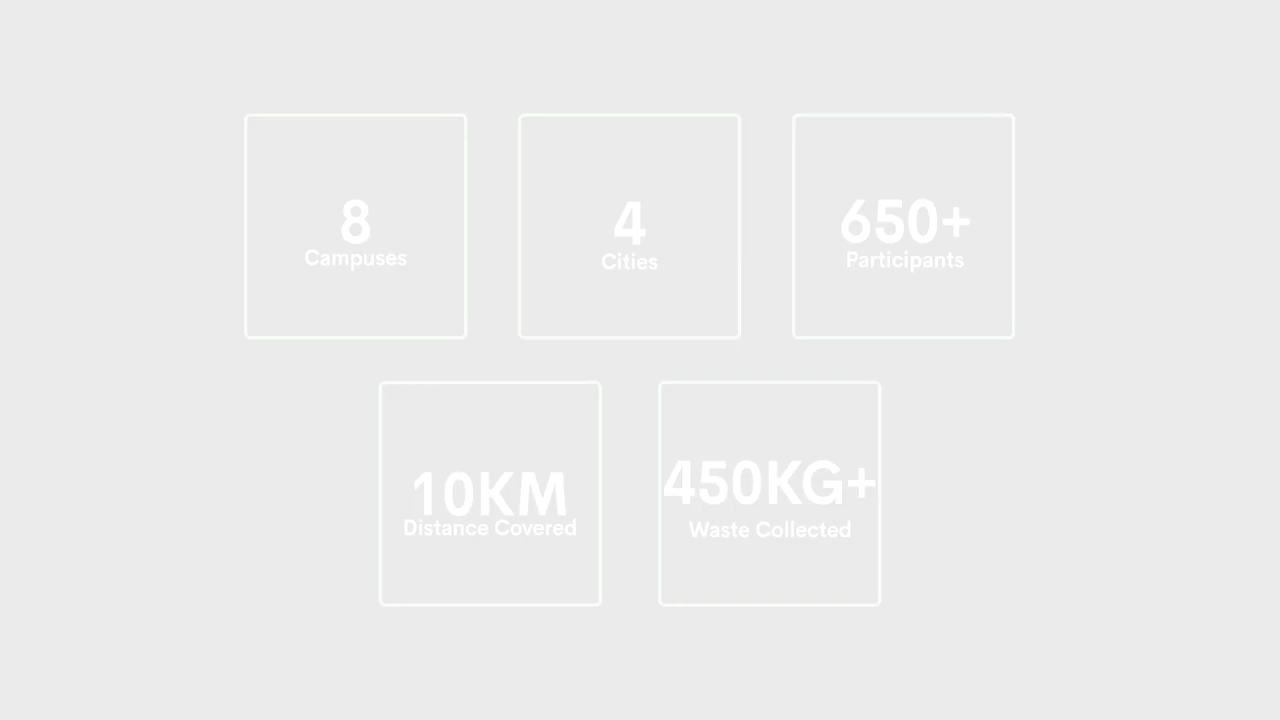 8
Campuses
4
Cities
650+
Participants
10KM
Distance Covered
450KG+
Waste Collected